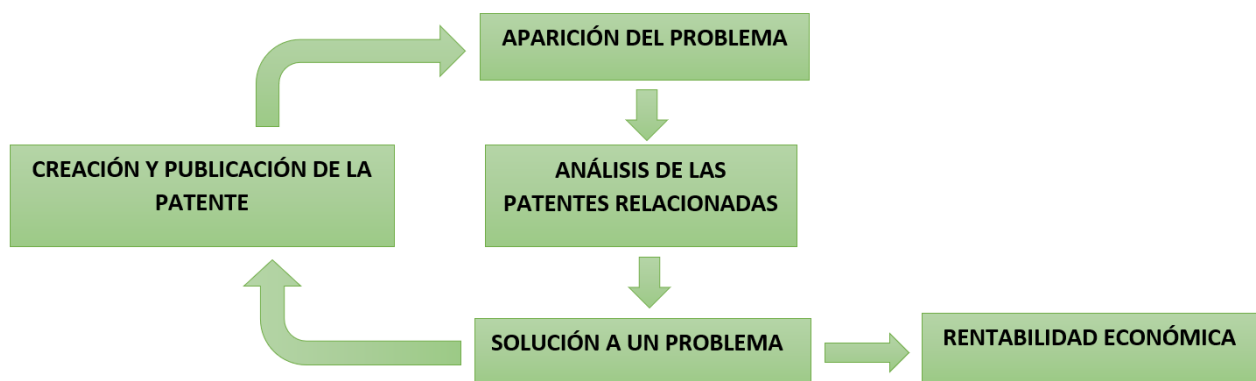 APARICIÓN DEL PROBLEMA
CREACIÓN Y PUBLICACIÓN DE LA
PATENTE
ANÁLISIS DE LAS
PATENTES RELACIONADAS
SOLUCIÓN A UN PROBLEMA
RENTABILIDAD ECONÓMICA